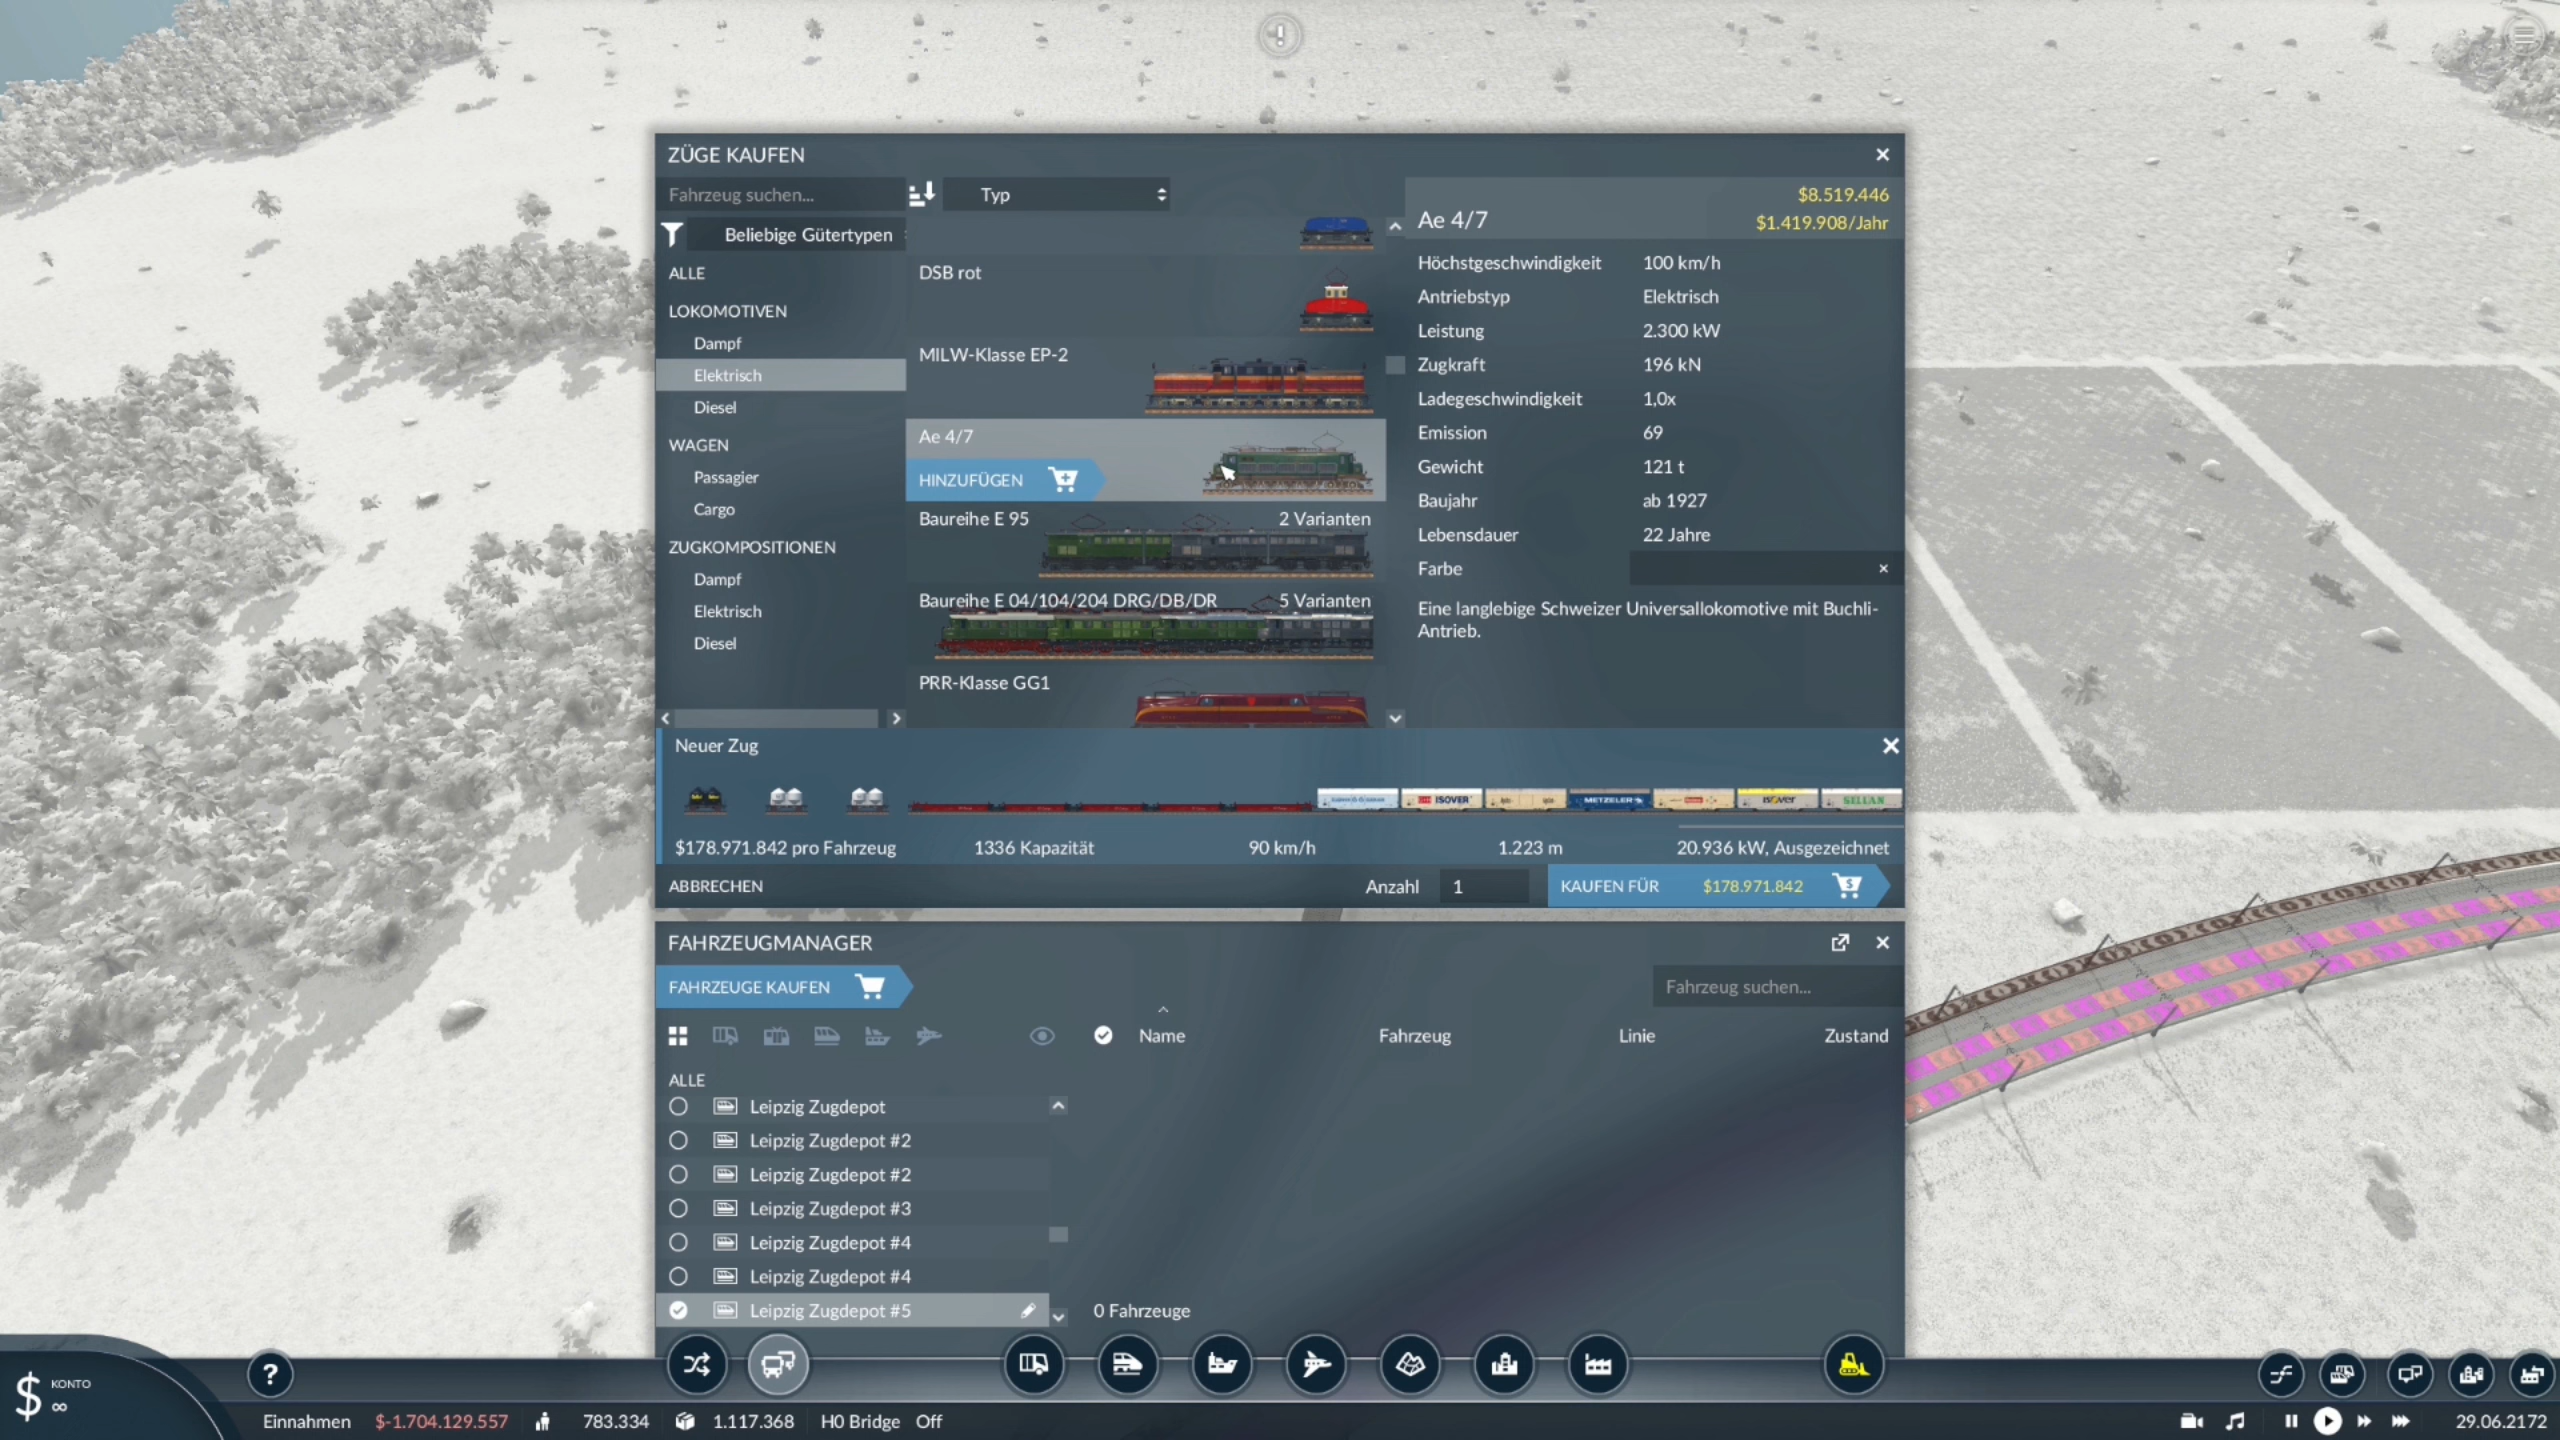 ZÜGE KAUFEN
Fahrzeug suchen...
Typ
Beliebige Gütertypen
ALLE
LOKOMOTIVEN
Dampf
Elektrisch
Diesel
WAGEN
Passagier
Cargo
ZUGKOMPOSITIONEN
Dampf
Elektrisch
Diesel
DSB rot
MILW-Klasse EP-2
Ae 4/7
HINZUFÜGEN
Baureihe E 95 2 Varianten
Baureihe E 04/104/204 DRG/DB/DR 5 Varianten
PRR-Klasse GG1
$8.519.446
Ae 4/7
$1.419.908/Jahr
Höchstgeschwindigkeit 100 km/h
Antriebstyp Elektrisch
Leistung 2.300 kW
Zugkraft 196 kN
Ladegeschwindigkeit 1,0x
Emission 69
Gewicht 121 t
Baujahr ab 1927
Lebensdauer 22 Jahre
Farbe
Eine langlebige Schweizer Universallokomotive mit Buchli-
Antrieb.
Neuer Zug
ISOVER METZELER isover
$178.971.842 pro Fahrzeug 1336 Kapazität 90 km/h 1.223 m 20.936 kW, Ausgezeichnet
ABBRECHEN Anzahl 1 KAUFEN FÜR $178.971.842
FAHRZEUGMANAGER
FAHRZEUGE KAUFEN
Fahrzeug suchen...
Name Fahrzeug Linie Zustand
ALLE
Leipzig Zugdepot
Leipzig Zugdepot #2
Leipzig Zugdepot #2
Leipzig Zugdepot #3
Leipzig Zugdepot #4
Leipzig Zugdepot #4
Leipzig Zugdepot #5
0 Fahrzeuge
$ KONTO
∞
?
Einnahmen $-1.704.129.557 783.334 1.117.368 H0 Bridge Off 29.06.2172